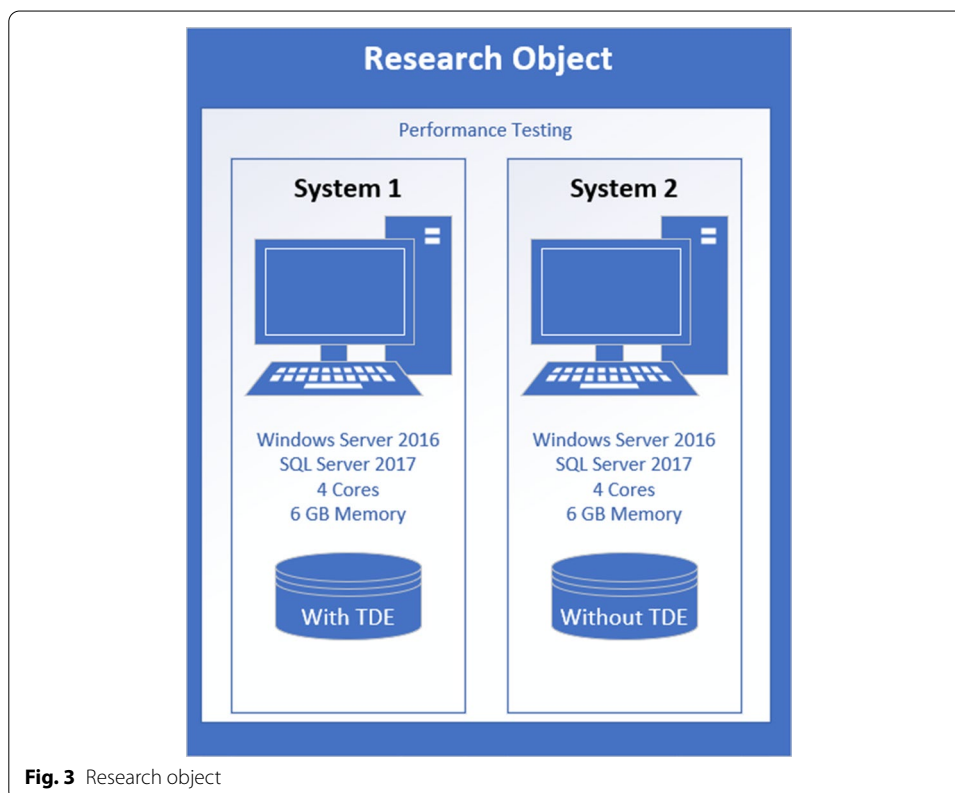 Research Object
Performance Testing
System 1
Windows Server 2016
SQL Server 2017
4 Cores
6 GB Memory
With TDE
System 2
Windows Server 2016
SQL Server 2017
4 Cores
6 GB Memory
Without TDE
Fig. 3 Research object